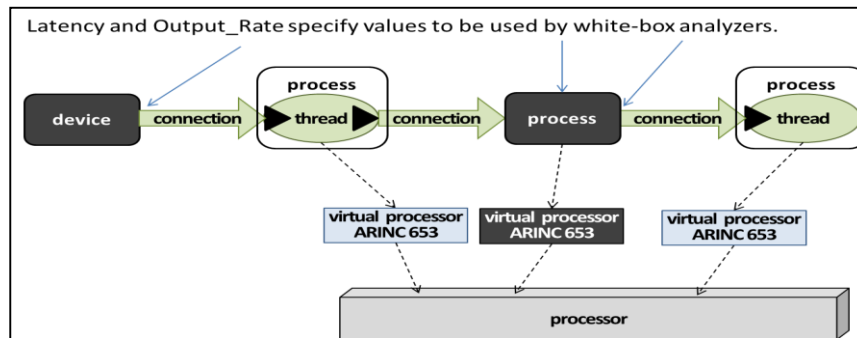 Latency and Output_Rate specify values to be used by white-box analyzers.
process
process
device
connection
thread
connection
process
connection
thread
virtual processor
ARINC 653
virtual processor
ARINC 653
virtual processor
ARINC 653
processor